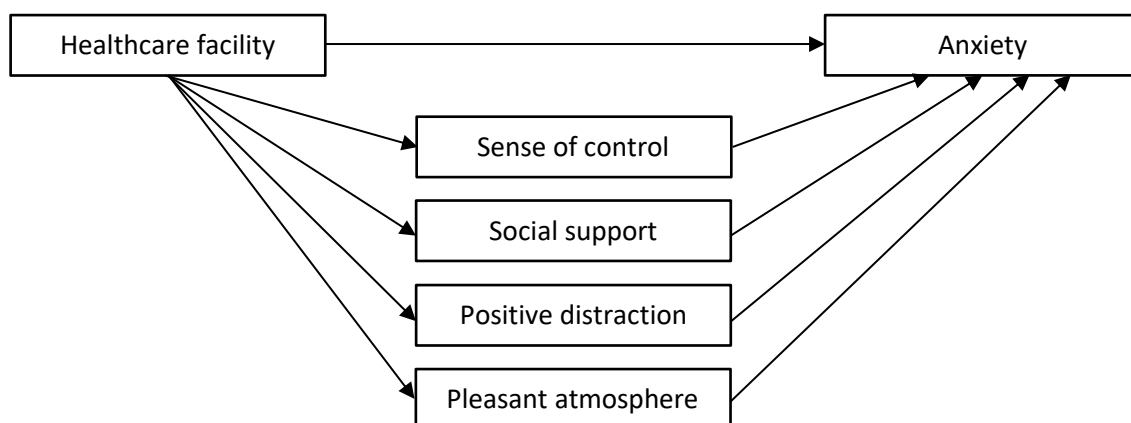 Healthcare facility
Anxiety
Sense of control
Social support
Positive distraction
Pleasant atmosphere